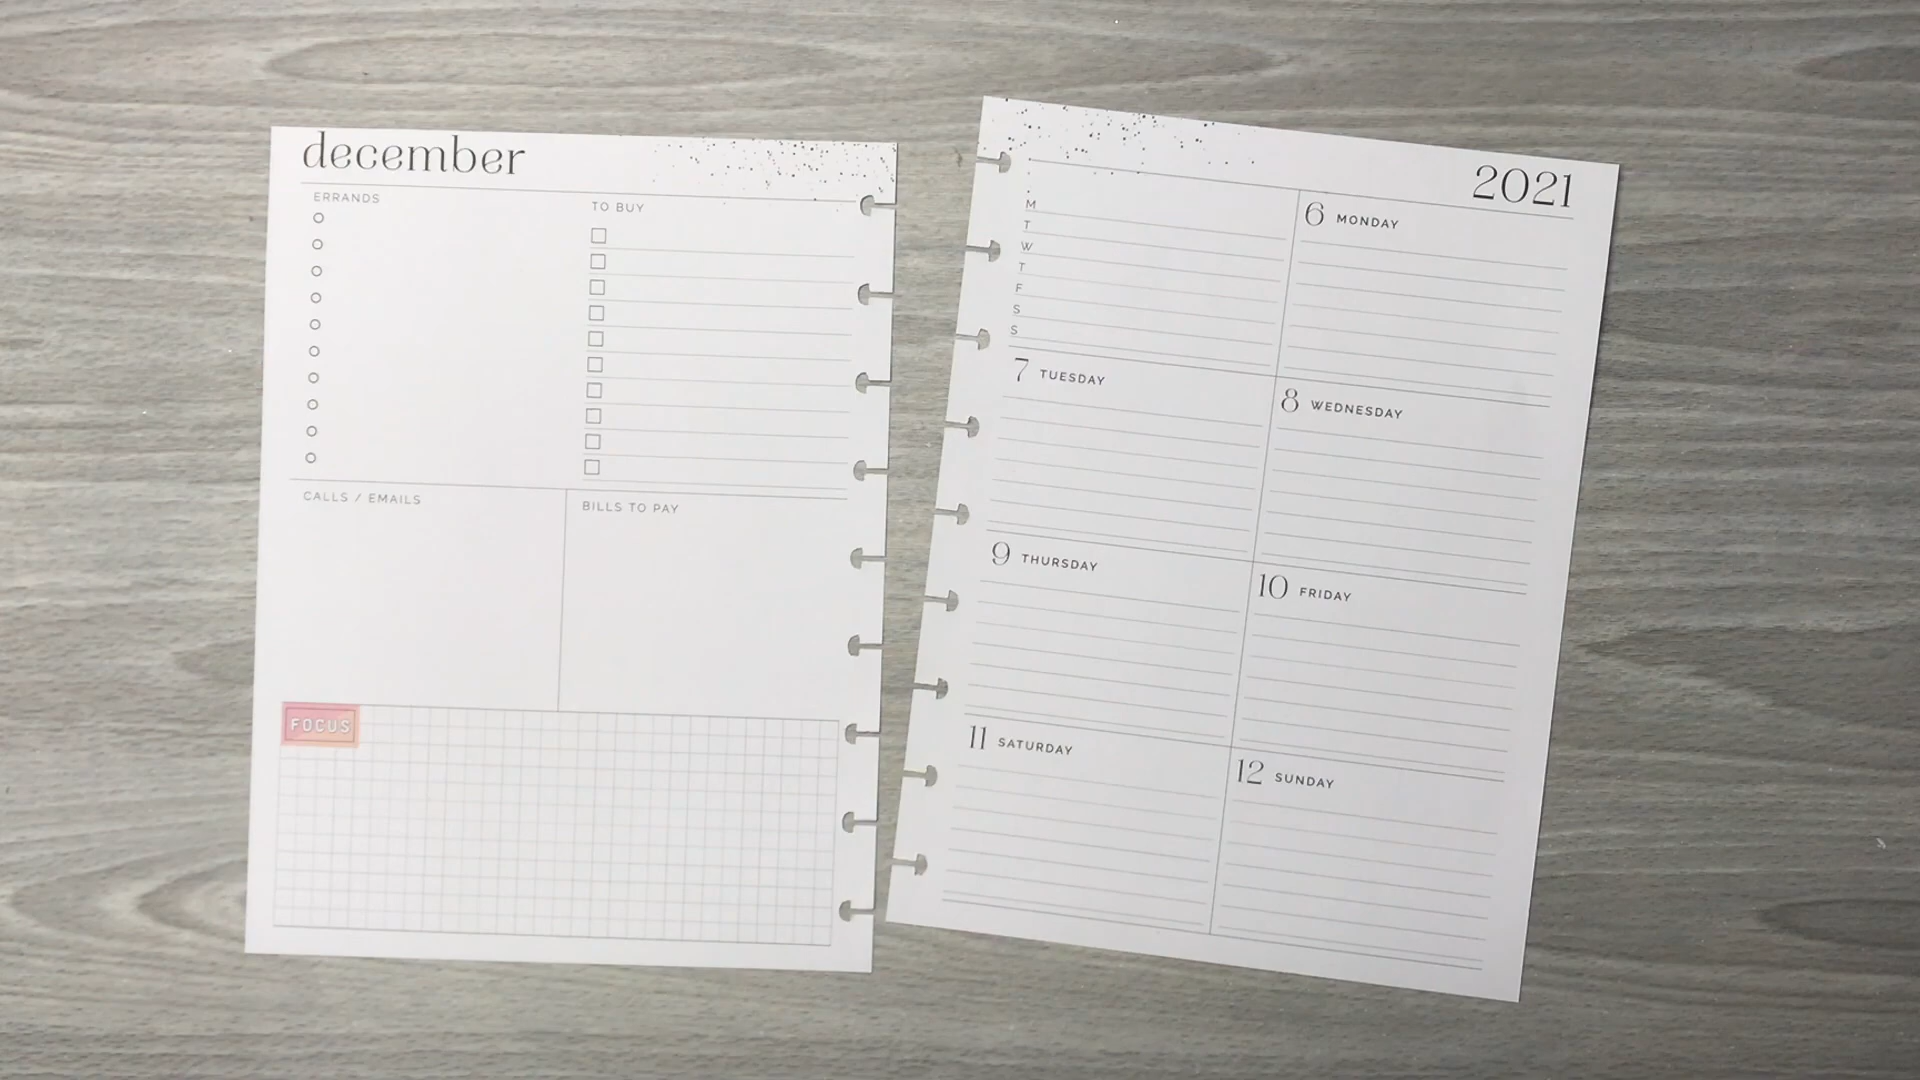 december
ERRANDS
TO BUY
CALLS / EMAILS
BILLS TO PAY
FOCUS
2021
M
T
W
T
F
S
S
6 MONDAY
7 TUESDAY
8 WEDNESDAY
9 THURSDAY
10 FRIDAY
11 SATURDAY
12 SUNDAY